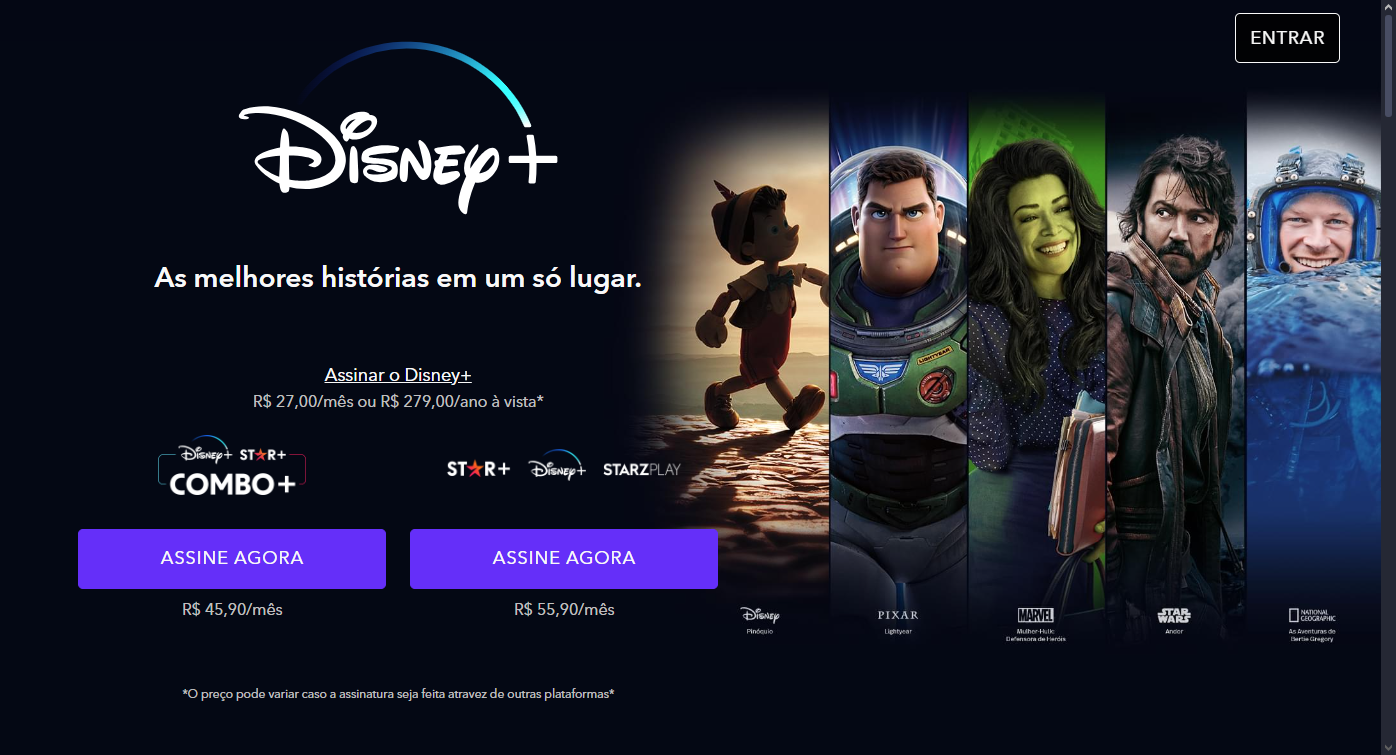 ENTRAR
Disney+
As melhores histórias em um só lugar.
Assinar o Disney+
R$ 27,00/mês ou R$ 279,00/ano à vista*
Disney+ STAR+
COMBO+
STAR+ Disney+ STARZPLAY
ASSINE AGORA
R$ 45,90/mês
ASSINE AGORA
R$ 55,90/mês
*O preço pode variar caso a assinatura seja feita atravez de outras plataformas*
LIGHTYEAR
Disney
Pinóquio
PIXAR
Lightyear
MARVEL
Mulher-Hulk:
Defensora de Heróis
STAR
WARS
Andor
NATIONAL
GEOGRAPHIC
As Aventuras de
Bertie Gregory